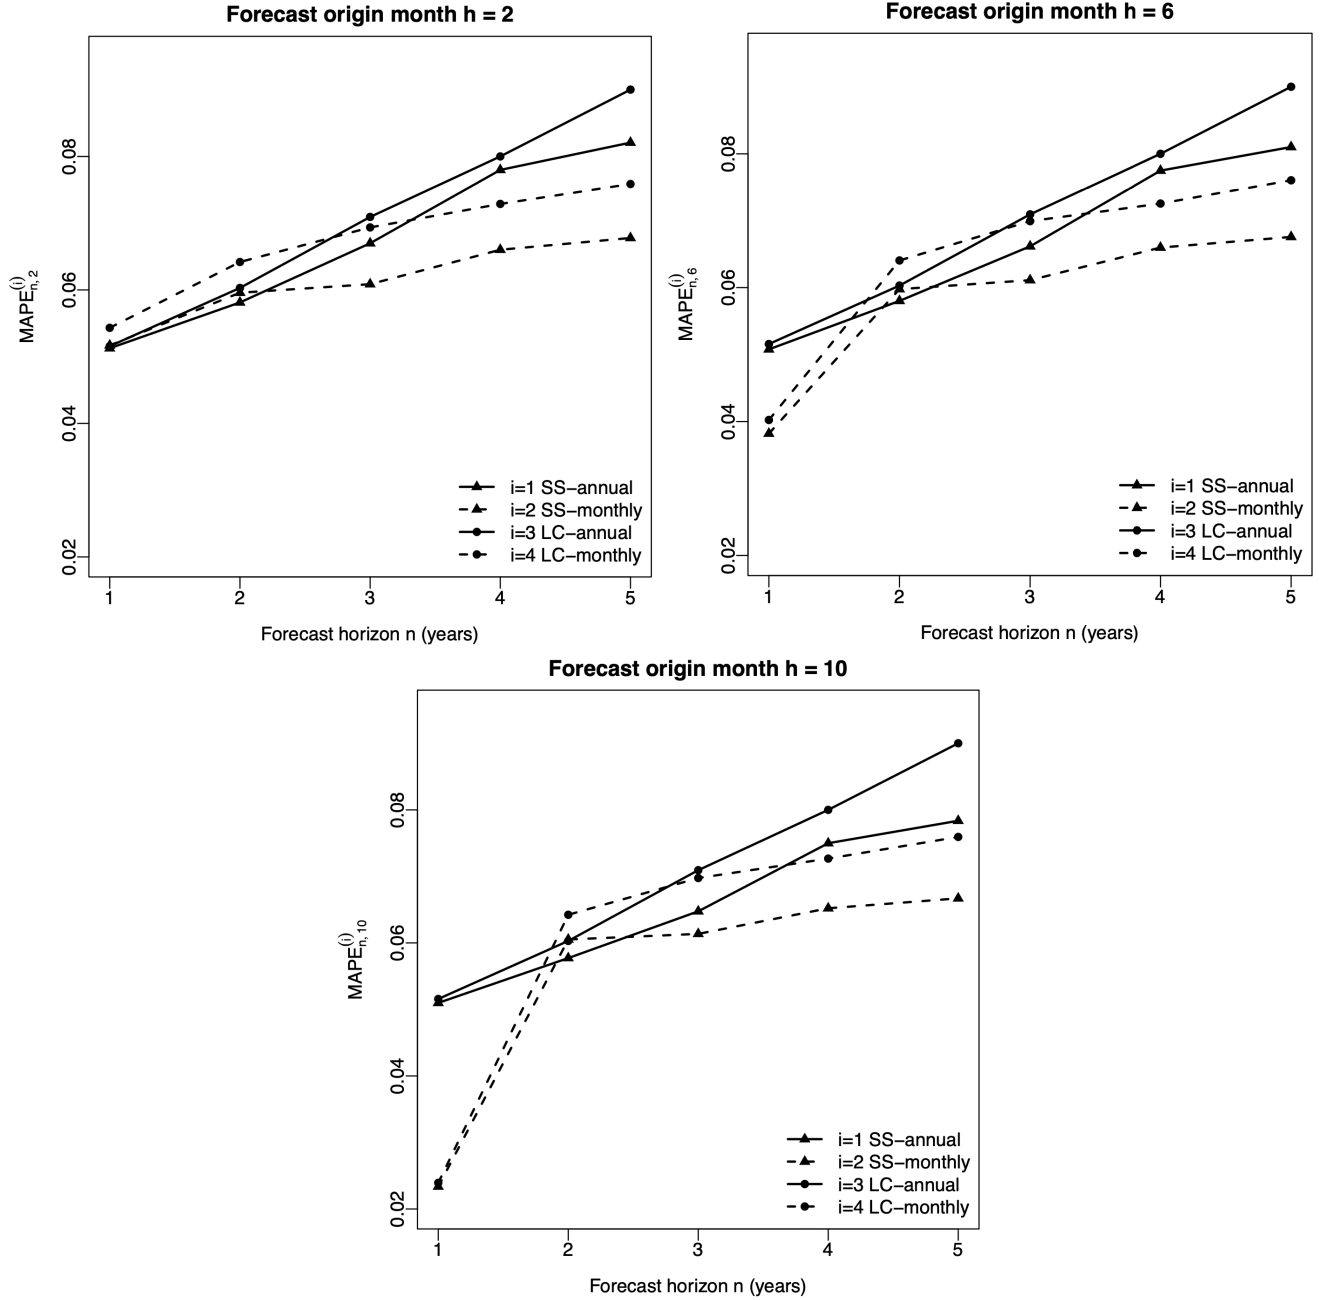 Forecast origin month h = 2
MAPE$_{n,2}^{(i)}$
0.08
0.06
0.04
0.02
i=1 SS−annual
i=2 SS−monthly
i=3 LC−annual
i=4 LC−monthly
1 2 3 4 5
Forecast horizon n (years)
Forecast origin month h = 6
MAPE$_{n,6}^{(i)}$
0.08
0.06
0.04
0.02
i=1 SS−annual
i=2 SS−monthly
i=3 LC−annual
i=4 LC−monthly
1 2 3 4 5
Forecast horizon n (years)
Forecast origin month h = 10
MAPE$_{n,10}^{(i)}$
0.08
0.06
0.04
0.02
i=1 SS−annual
i=2 SS−monthly
i=3 LC−annual
i=4 LC−monthly
1 2 3 4 5
Forecast horizon n (years)